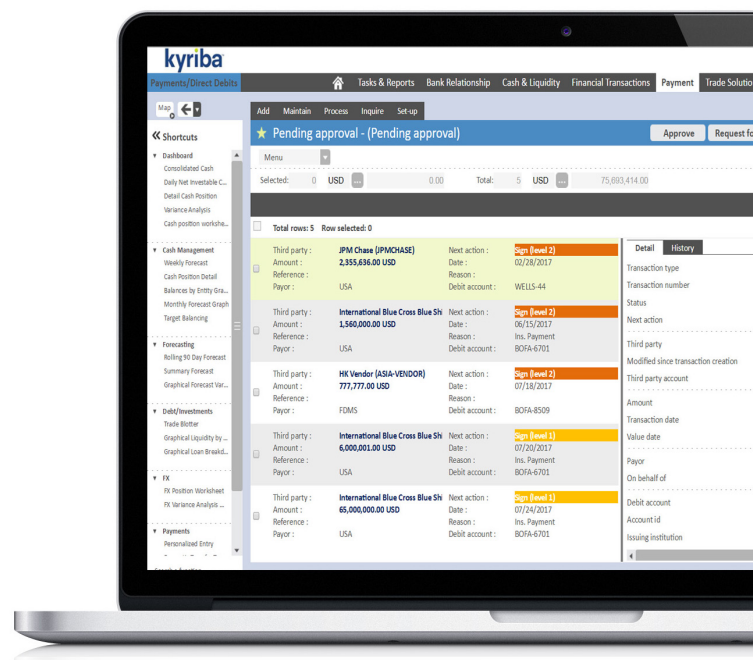 kyriba
Payments/Direct Debits
Tasks & Reports Bank Relationship Cash & Liquidity Financial Transactions Payment Trade Solutio
Map
Add Maintain Process Inquire Set-up
Shortcuts
Pending approval - (Pending approval) Approve Request fo
Dashboard
Consolidated Cash
Daily Net Investable C...
Detail Cash Position
Variance Analysis
Cash position workshe...
Cash Management
Weekly Forecast
Cash Position Detail
Balances by Entity Gra...
Monthly Forecast Graph
Target Balancing
Forecasting
Rolling 90 Day Forecast
Summary Forecast
Graphical Forecast Var...
Debt/Investments
Trade Blotter
Graphical Liquidity by ...
Graphical Loan Breakd...
FX
FX Position Worksheet
FX Variance Analysis ...
Payments
Personalized Entry
Menu
Selected: 0 USD ... 0.00 Total: 5 USD ... 75,693,414.00
Total rows: 5 Row selected: 0
Third party : JPM Chase (JPMCHASE) Next action : Sign (level 2)
Amount : 2,355,636.00 USD Date : 02/28/2017
Reference : Reason :
Payor : USA Debit account : WELLS-44
Third party : International Blue Cross Blue Shi Next action : Sign (level 2)
Amount : 1,560,000.00 USD Date : 06/15/2017
Reference : Reason : Ins. Payment
Payor : USA Debit account : BOFA-6701
Third party : HK Vendor (ASIA-VENDOR) Next action : Sign (level 2)
Amount : 777,777.00 USD Date : 07/18/2017
Reference : Reason :
Payor : FDMS Debit account : BOFA-8509
Third party : International Blue Cross Blue Shi Next action : Sign (level 1)
Amount : 6,000,001.00 USD Date : 07/20/2017
Reference : Reason : Ins. Payment
Payor : USA Debit account : BOFA-6701
Third party : International Blue Cross Blue Shi Next action : Sign (level 1)
Amount : 65,000,000.00 USD Date : 07/24/2017
Reference : Reason : Ins. Payment
Payor : USA Debit account : BOFA-6701
Detail History
Transaction type
Transaction number
Status
Next action
Third party
Modified since transaction creation
Third party account
Amount
Transaction date
Value date
Payor
On behalf of
Debit account
Account id
Issuing institution